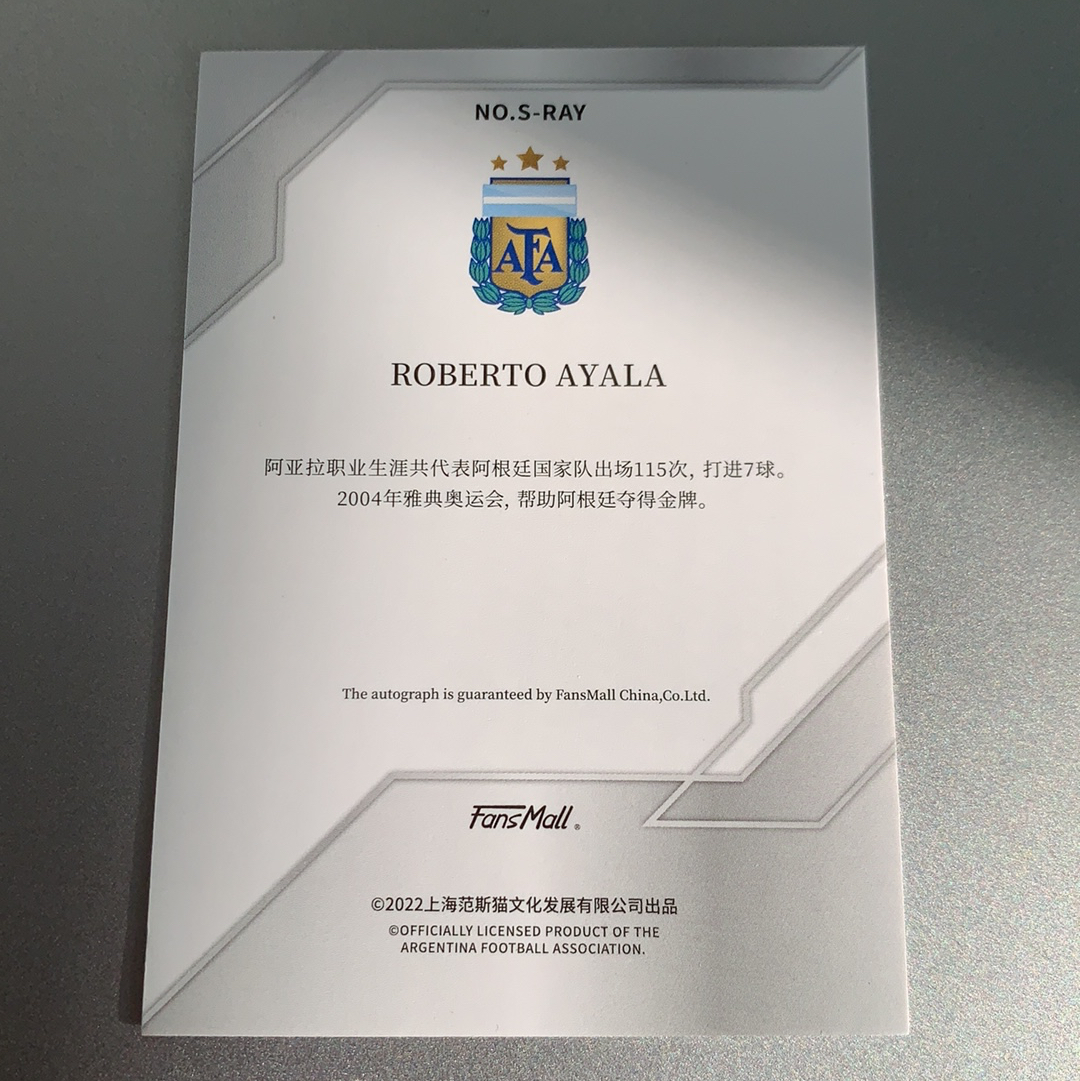 NO.S-RAY
AFA
ROBERTO AYALA
阿亚拉职业生涯共代表阿根廷国家队出场115次, 打进7球。
2004年雅典奥运会, 帮助阿根廷夺得金牌。
The autograph is guaranteed by FansMall China,Co.Ltd.
FansMall®
©2022上海范斯猫文化发展有限公司出品
©OFFICIALLY LICENSED PRODUCT OF THE
ARGENTINA FOOTBALL ASSOCIATION.